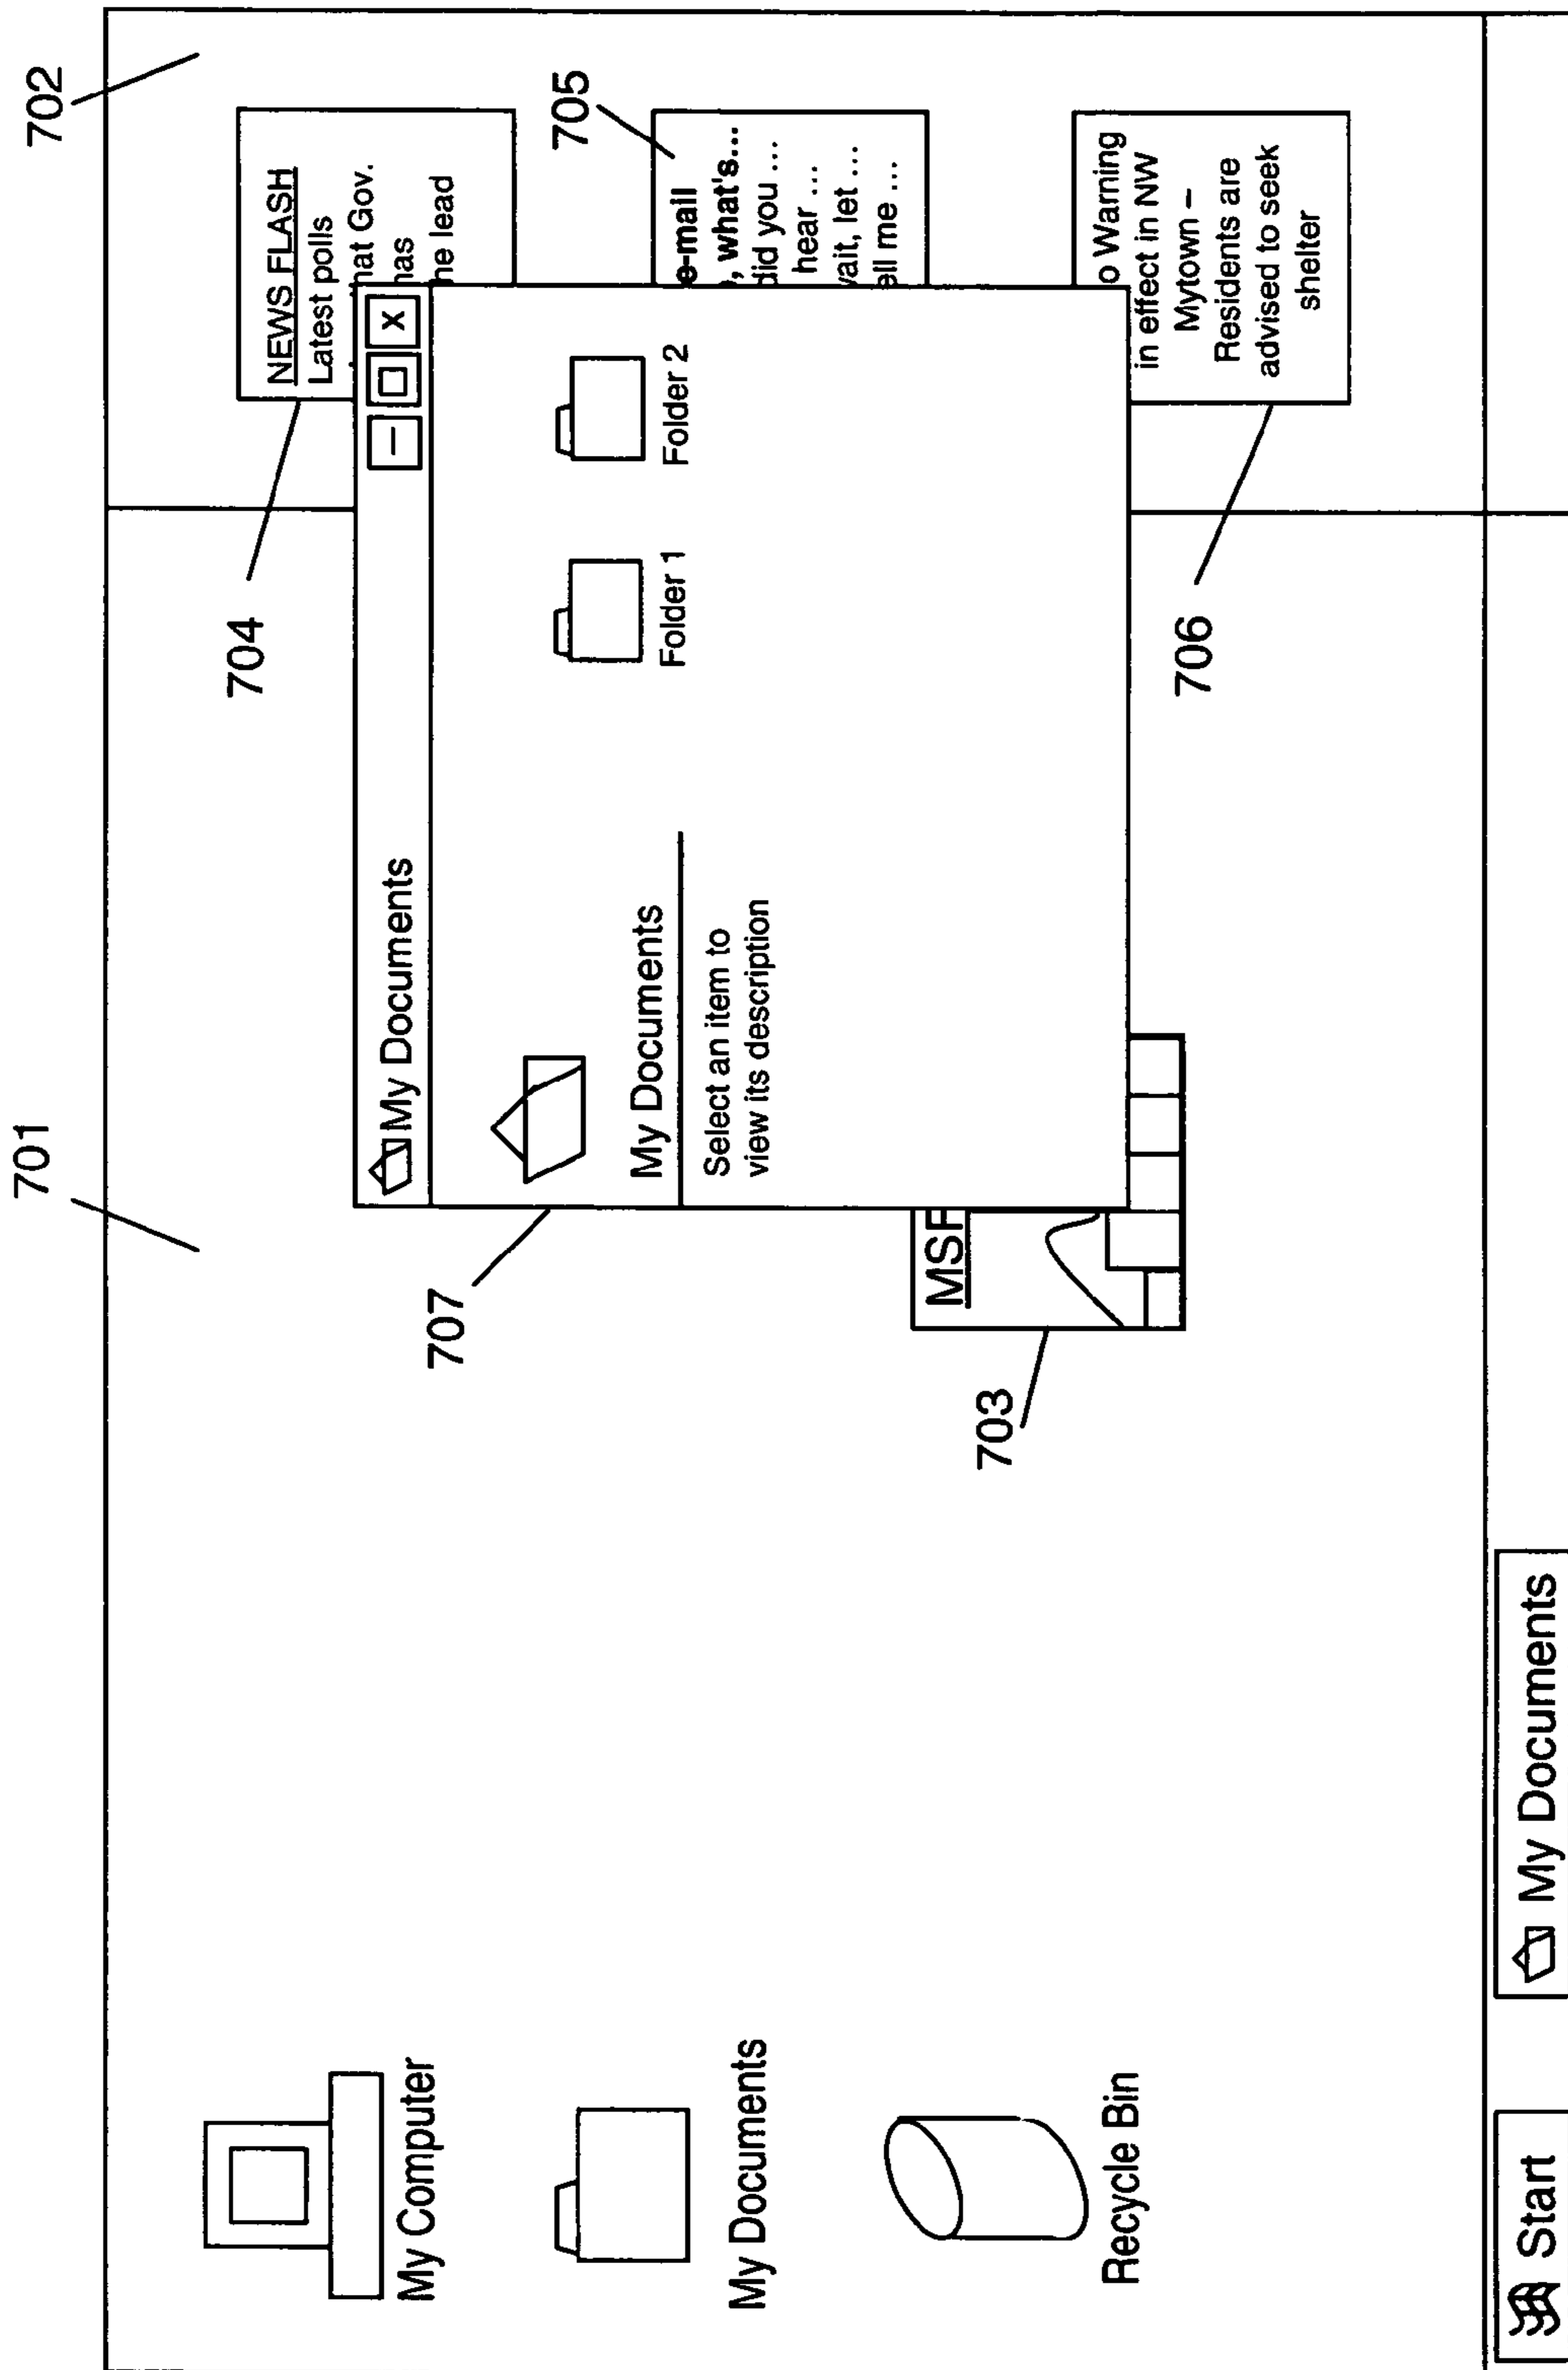 701
702
My Computer
My Documents
Recycle Bin
707
My Documents
My Documents
Select an item to
view its description
Folder 1
Folder 2
703
MSF
704
NEWS FLASH
Latest polls
hat Gov.
has
ne lead
705
e-mail
, what's...
did you ...
hear ...
vait, let ...
ell me ...
706
o Warning
in effect in NW
Mytown –
Residents are
advised to seek
shelter
Start
My Documents